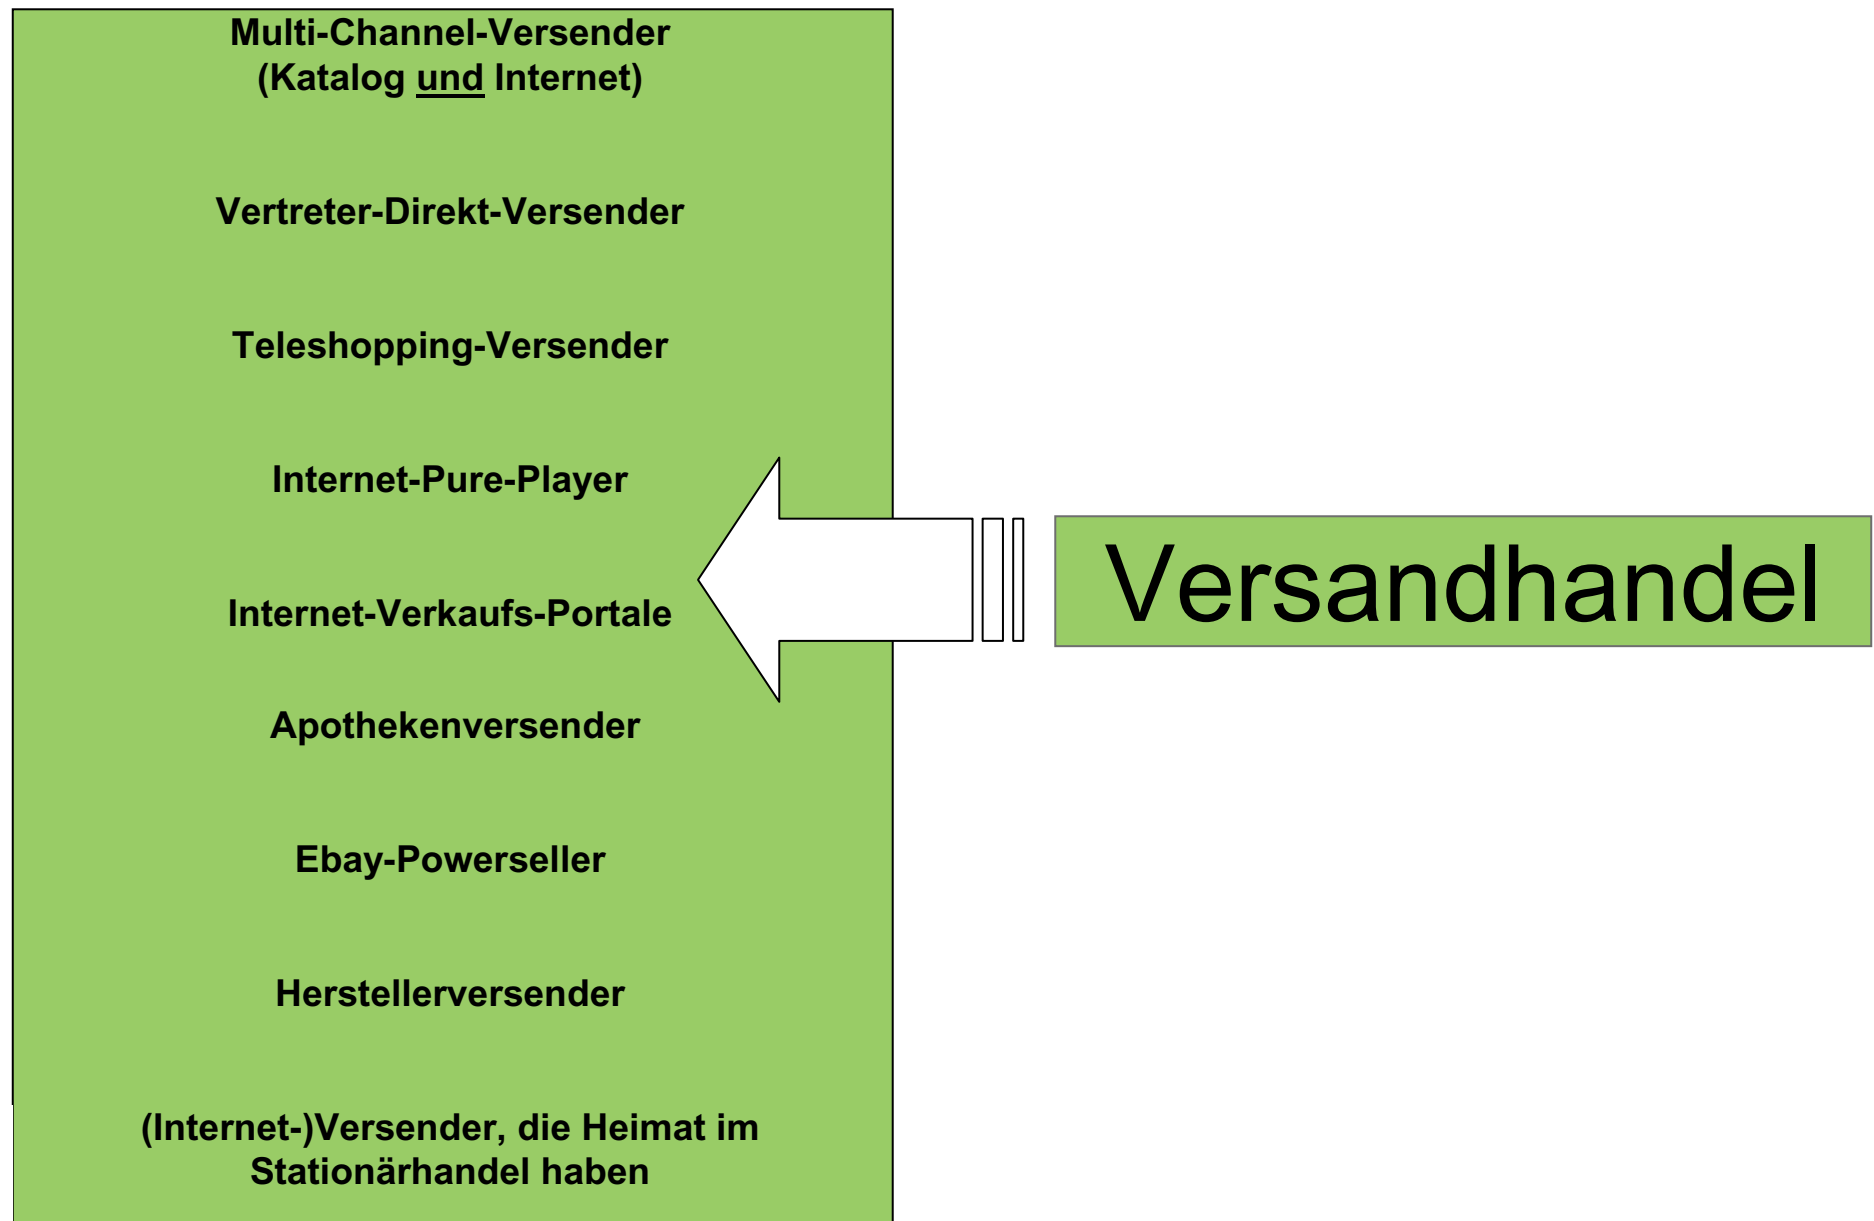 Multi-Channel-Versender
(Katalog und Internet)
Vertreter-Direkt-Versender
Teleshopping-Versender
Internet-Pure-Player
Internet-Verkaufs-Portale
Apothekenversender
Ebay-Powerseller
Herstellerversender
(Internet-)Versender, die Heimat im
Stationärhandel haben
Versandhandel